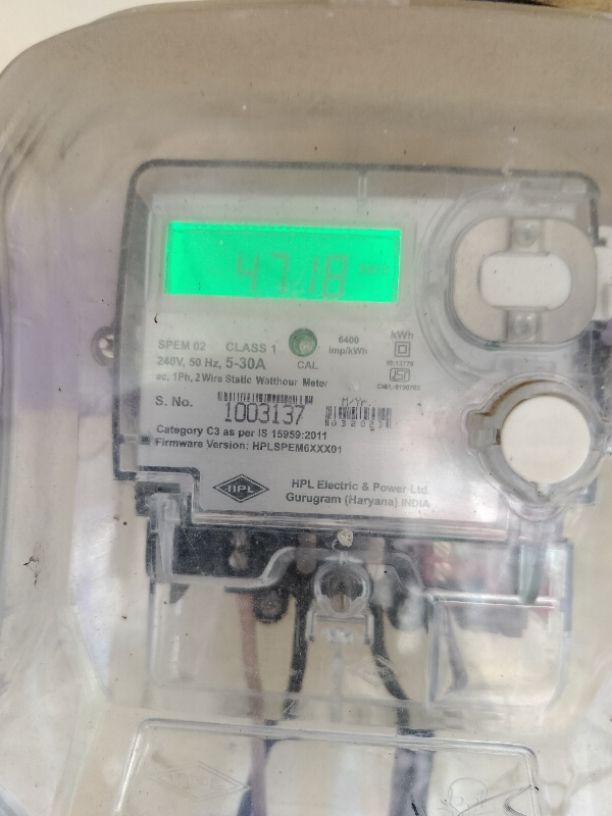 47.18
SPEM 02 CLASS 1
240V, 50 Hz, 5-30A
CAL
6400
imp/kWh
kWh
ac, 1Ph, 2Wire Static Watthour Meter
S. No. 1003137
M/Yr.
Category C3 as per IS 15959:2011
Firmware Version: HPLSPEM6XXX01
HPL
HPL Electric & Power Ltd.
Gurugram (Haryana) INDIA